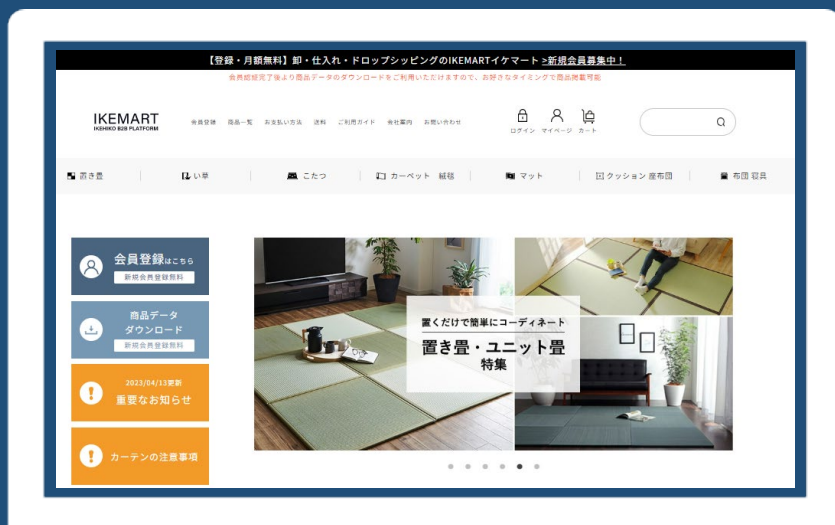 【登録・月額無料】卸・仕入れ・ドロップシッピングのIKEMARTイケマート >新規会員募集中！
会員認証完了後より商品データのダウンロードをご利用いただけますので、お好きなタイミングで商品掲載可能
IKEMART
IKEHIKO B2B PLATFORM
会員登録 商品一覧 お支払い方法 送料 ご利用ガイド 会社案内 お問い合わせ
ログイン マイページ カート
置き畳 い草 こたつ カーペット 絨毯 マット クッション 座布団 布団 寝具
会員登録はこちら
新規会員登録無料
商品データ
ダウンロード
新規会員登録無料
2023/04/13更新
重要なお知らせ
カーテンの注意事項
置くだけで簡単にコーディネート
置き畳・ユニット畳
特集